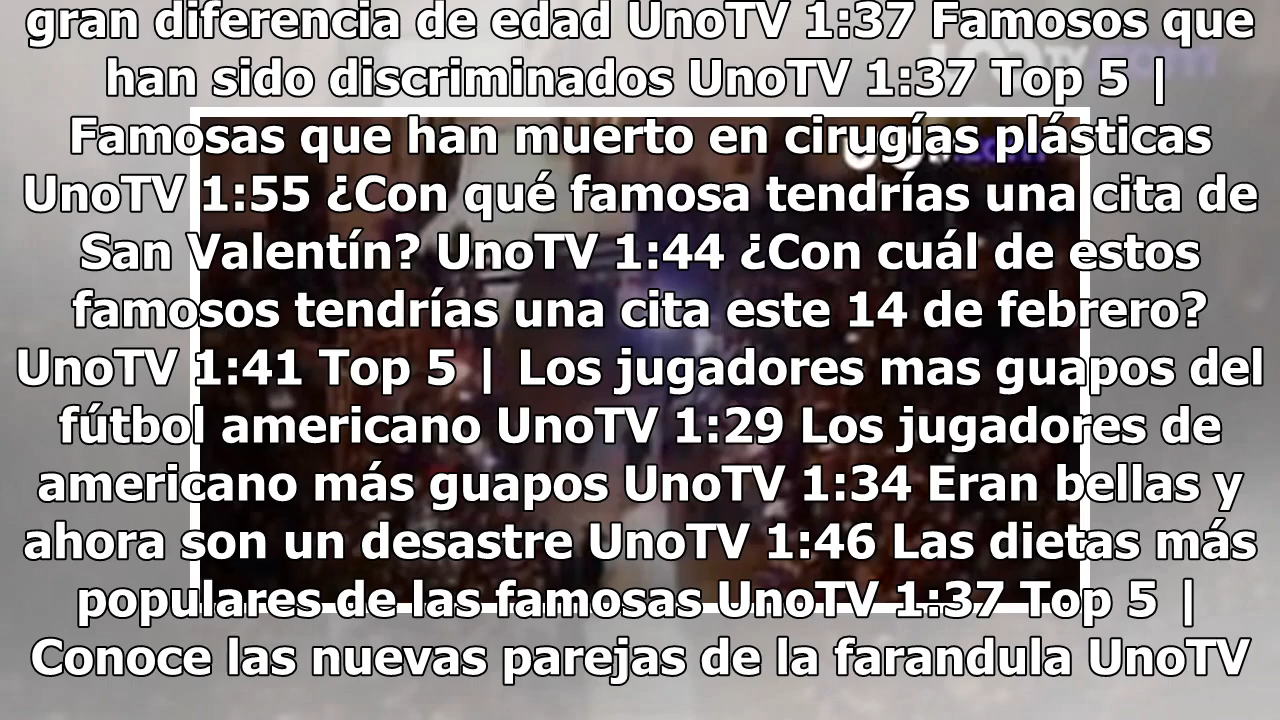 gran diferencia de edad UnoTV 1:37 Famosos que
han sido discriminados UnoTV 1:37 Top 5 |
Famosas que han muerto en cirugías plásticas
UnoTV 1:55 ¿Con qué famosa tendrías una cita de
San Valentín? UnoTV 1:44 ¿Con cuál de estos
famosos tendrías una cita este 14 de febrero?
UnoTV 1:41 Top 5 | Los jugadores mas guapos del
fútbol americano UnoTV 1:29 Los jugadores de
americano más guapos UnoTV 1:34 Eran bellas y
ahora son un desastre UnoTV 1:46 Las dietas más
populares de las famosas UnoTV 1:37 Top 5 |
Conoce las nuevas parejas de la farandula UnoTV